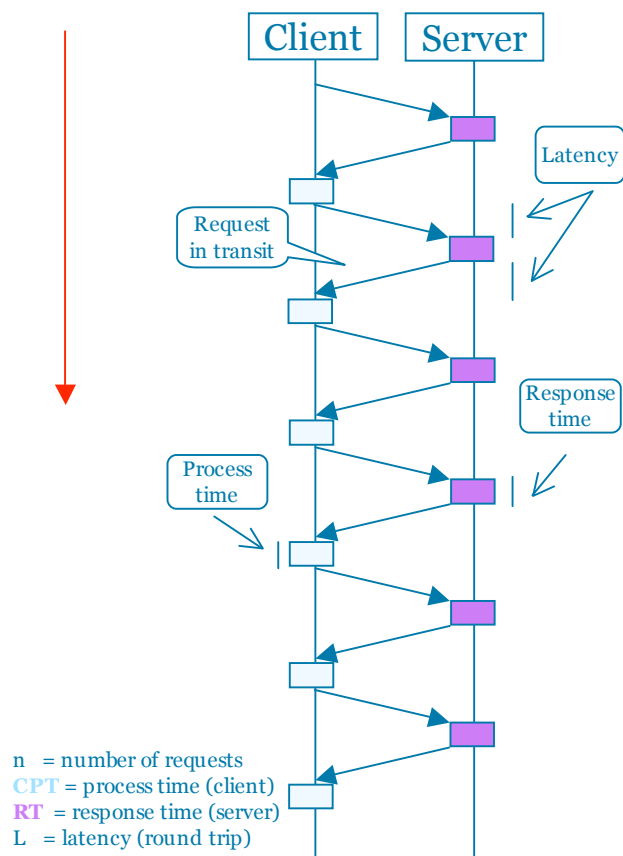 Client
Server
Latency
Request
in transit
Response
time
Process
time
n = number of requests
CPT = process time (client)
RT = response time (server)
L = latency (round trip)